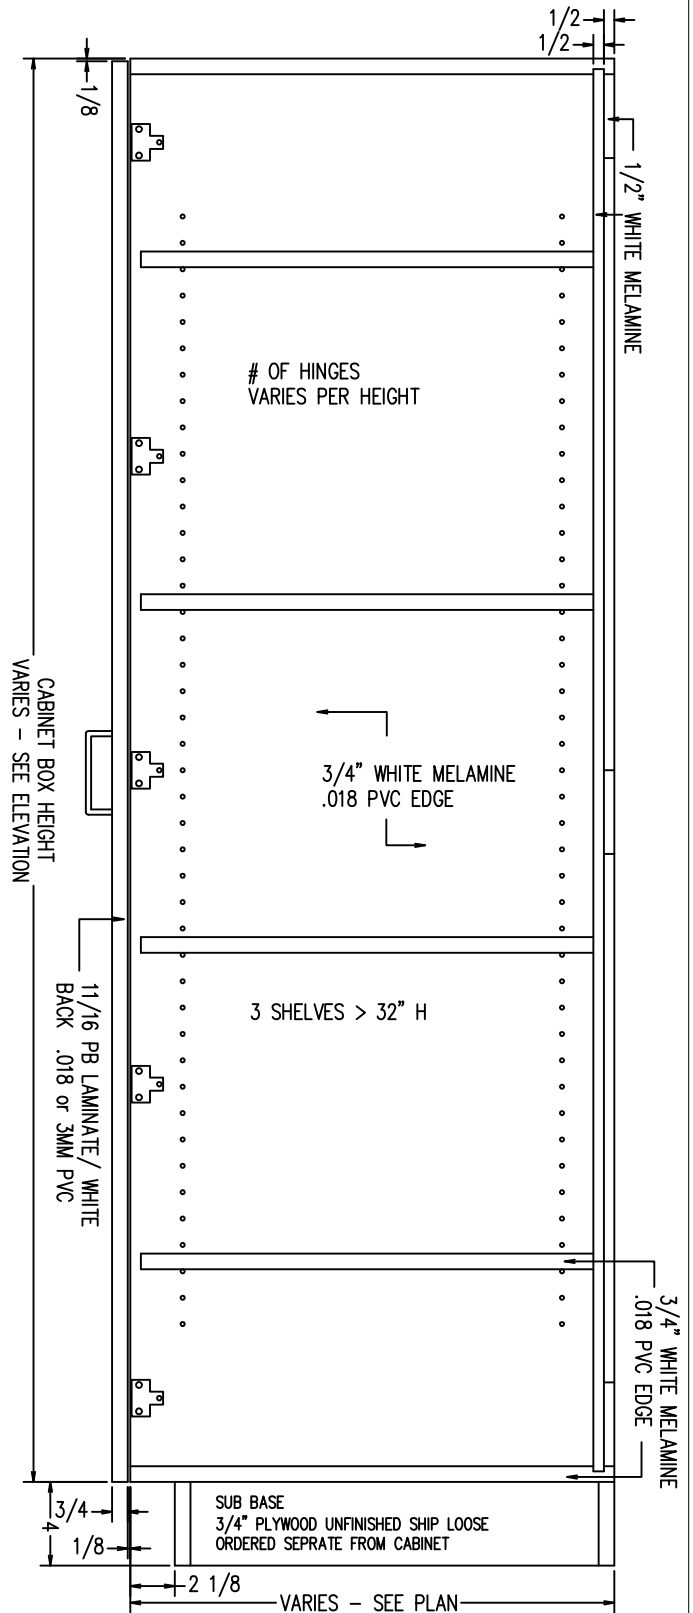 1/2
1/2
1/8
1/2" WHITE MELAMINE
# OF HINGES
VARIES PER HEIGHT
3/4" WHITE MELAMINE
.018 PVC EDGE
CABINET BOX HEIGHT
VARIES - SEE ELEVATION
11/16 PB LAMINATE/ WHITE
BACK .018 or 3MM PVC
3 SHELVES > 32" H
3/4" WHITE MELAMINE
.018 PVC EDGE
SUB BASE
3/4" PLYWOOD UNFINISHED SHIP LOOSE
ORDERED SEPRATE FROM CABINET
3/4
4
1/8
2 1/8
VARIES - SEE PLAN